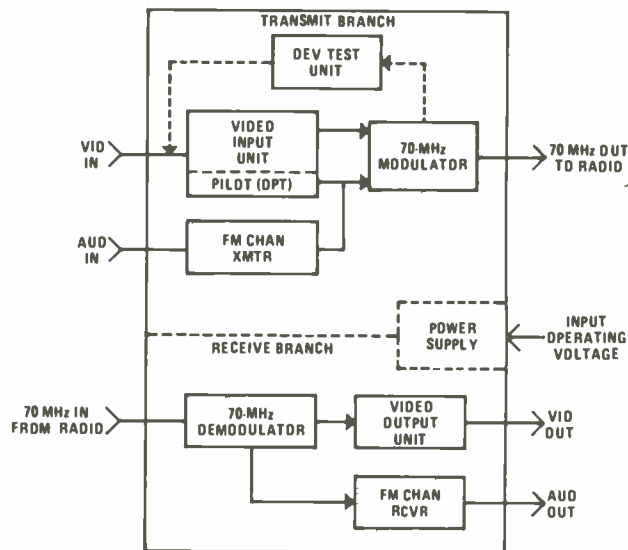 TRANSMIT BRANCH
DEV TEST
UNIT
VID
IN
VIDEO
INPUT
UNIT
PILOT (OPT)
70-MHz
MODULATOR
70 MHz OUT
TO RADIO
AUD
IN
FM CHAN
XMTR
RECEIVE BRANCH
POWER
SUPPLY
INPUT
OPERATING
VOLTAGE
70 MHz IN
FROM RADIO
70-MHz
DEMODULATOR
VIDEO
OUTPUT
UNIT
VID
OUT
FM CHAN
RCVR
AUD
OUT